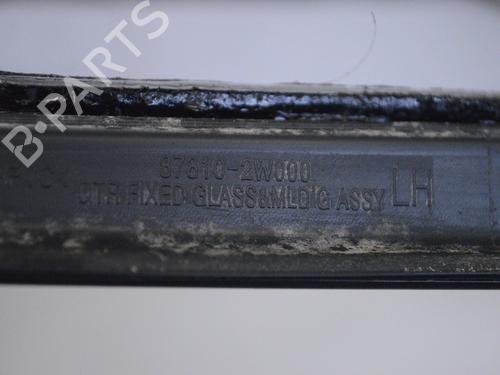 B-PARTS
87810-2W000
QTR FIXED GLASS&MLD'G ASSY LH